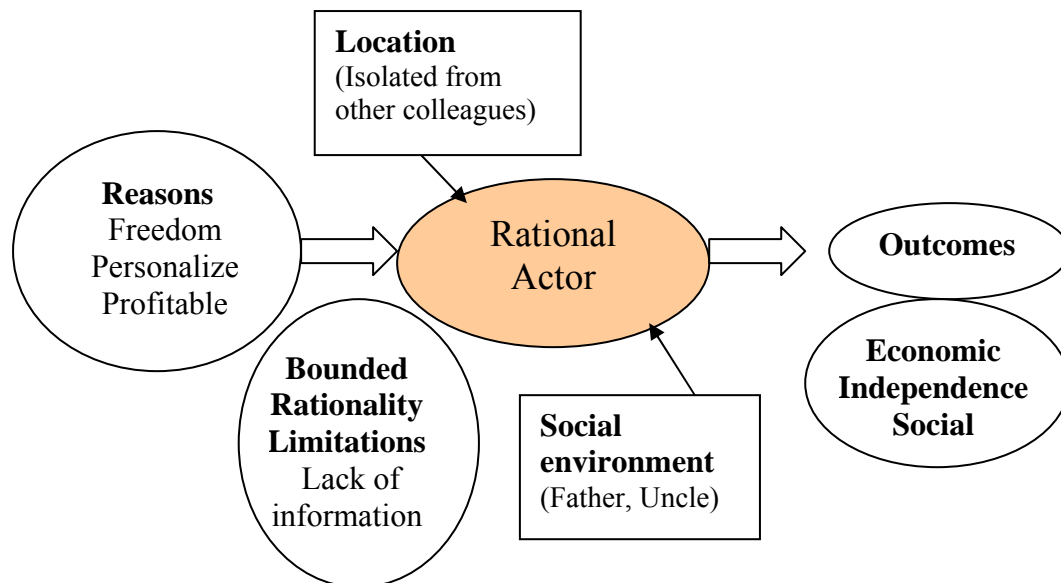 Location
(Isolated from
other colleagues)
Reasons
Freedom
Personalize
Profitable
Rational
Actor
Outcomes
Bounded
Rationality
Limitations
Lack of
information
Social
environment
(Father, Uncle)
Economic
Independence
Social